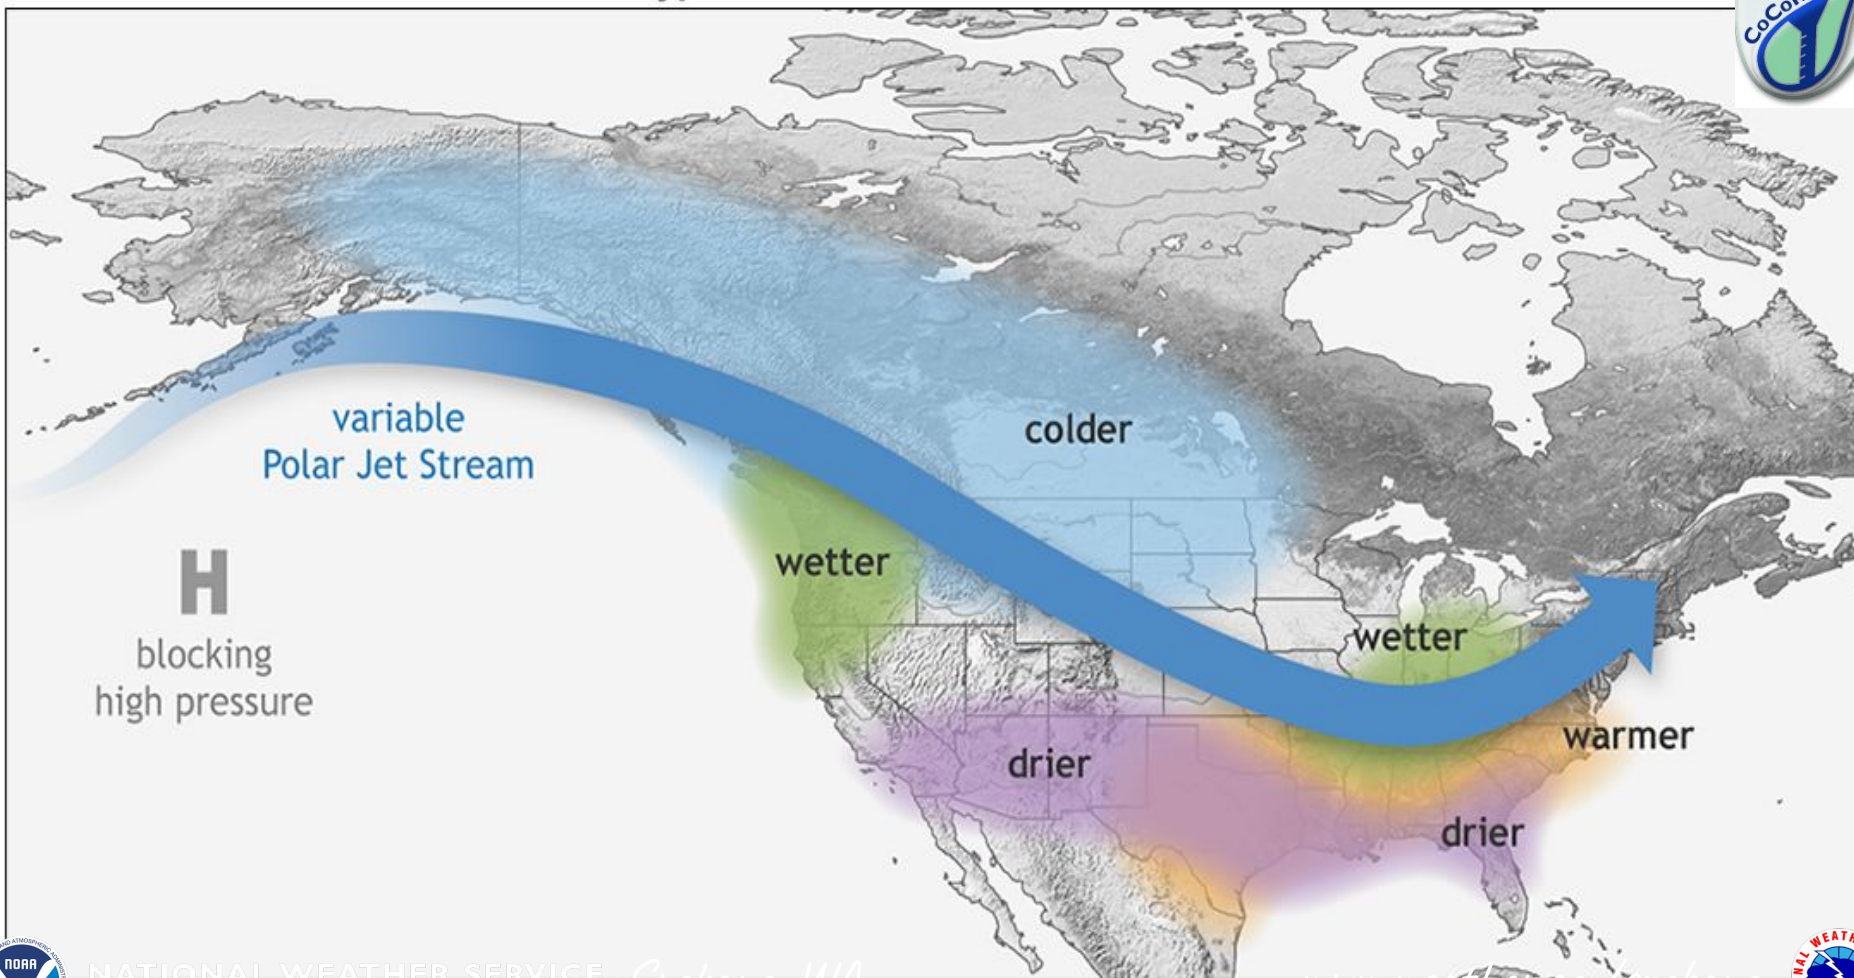 variable
Polar Jet Stream
colder
wetter
H
blocking
high pressure
wetter
warmer
drier
drier
NOAA
NATIONAL WEATHER SERVICE